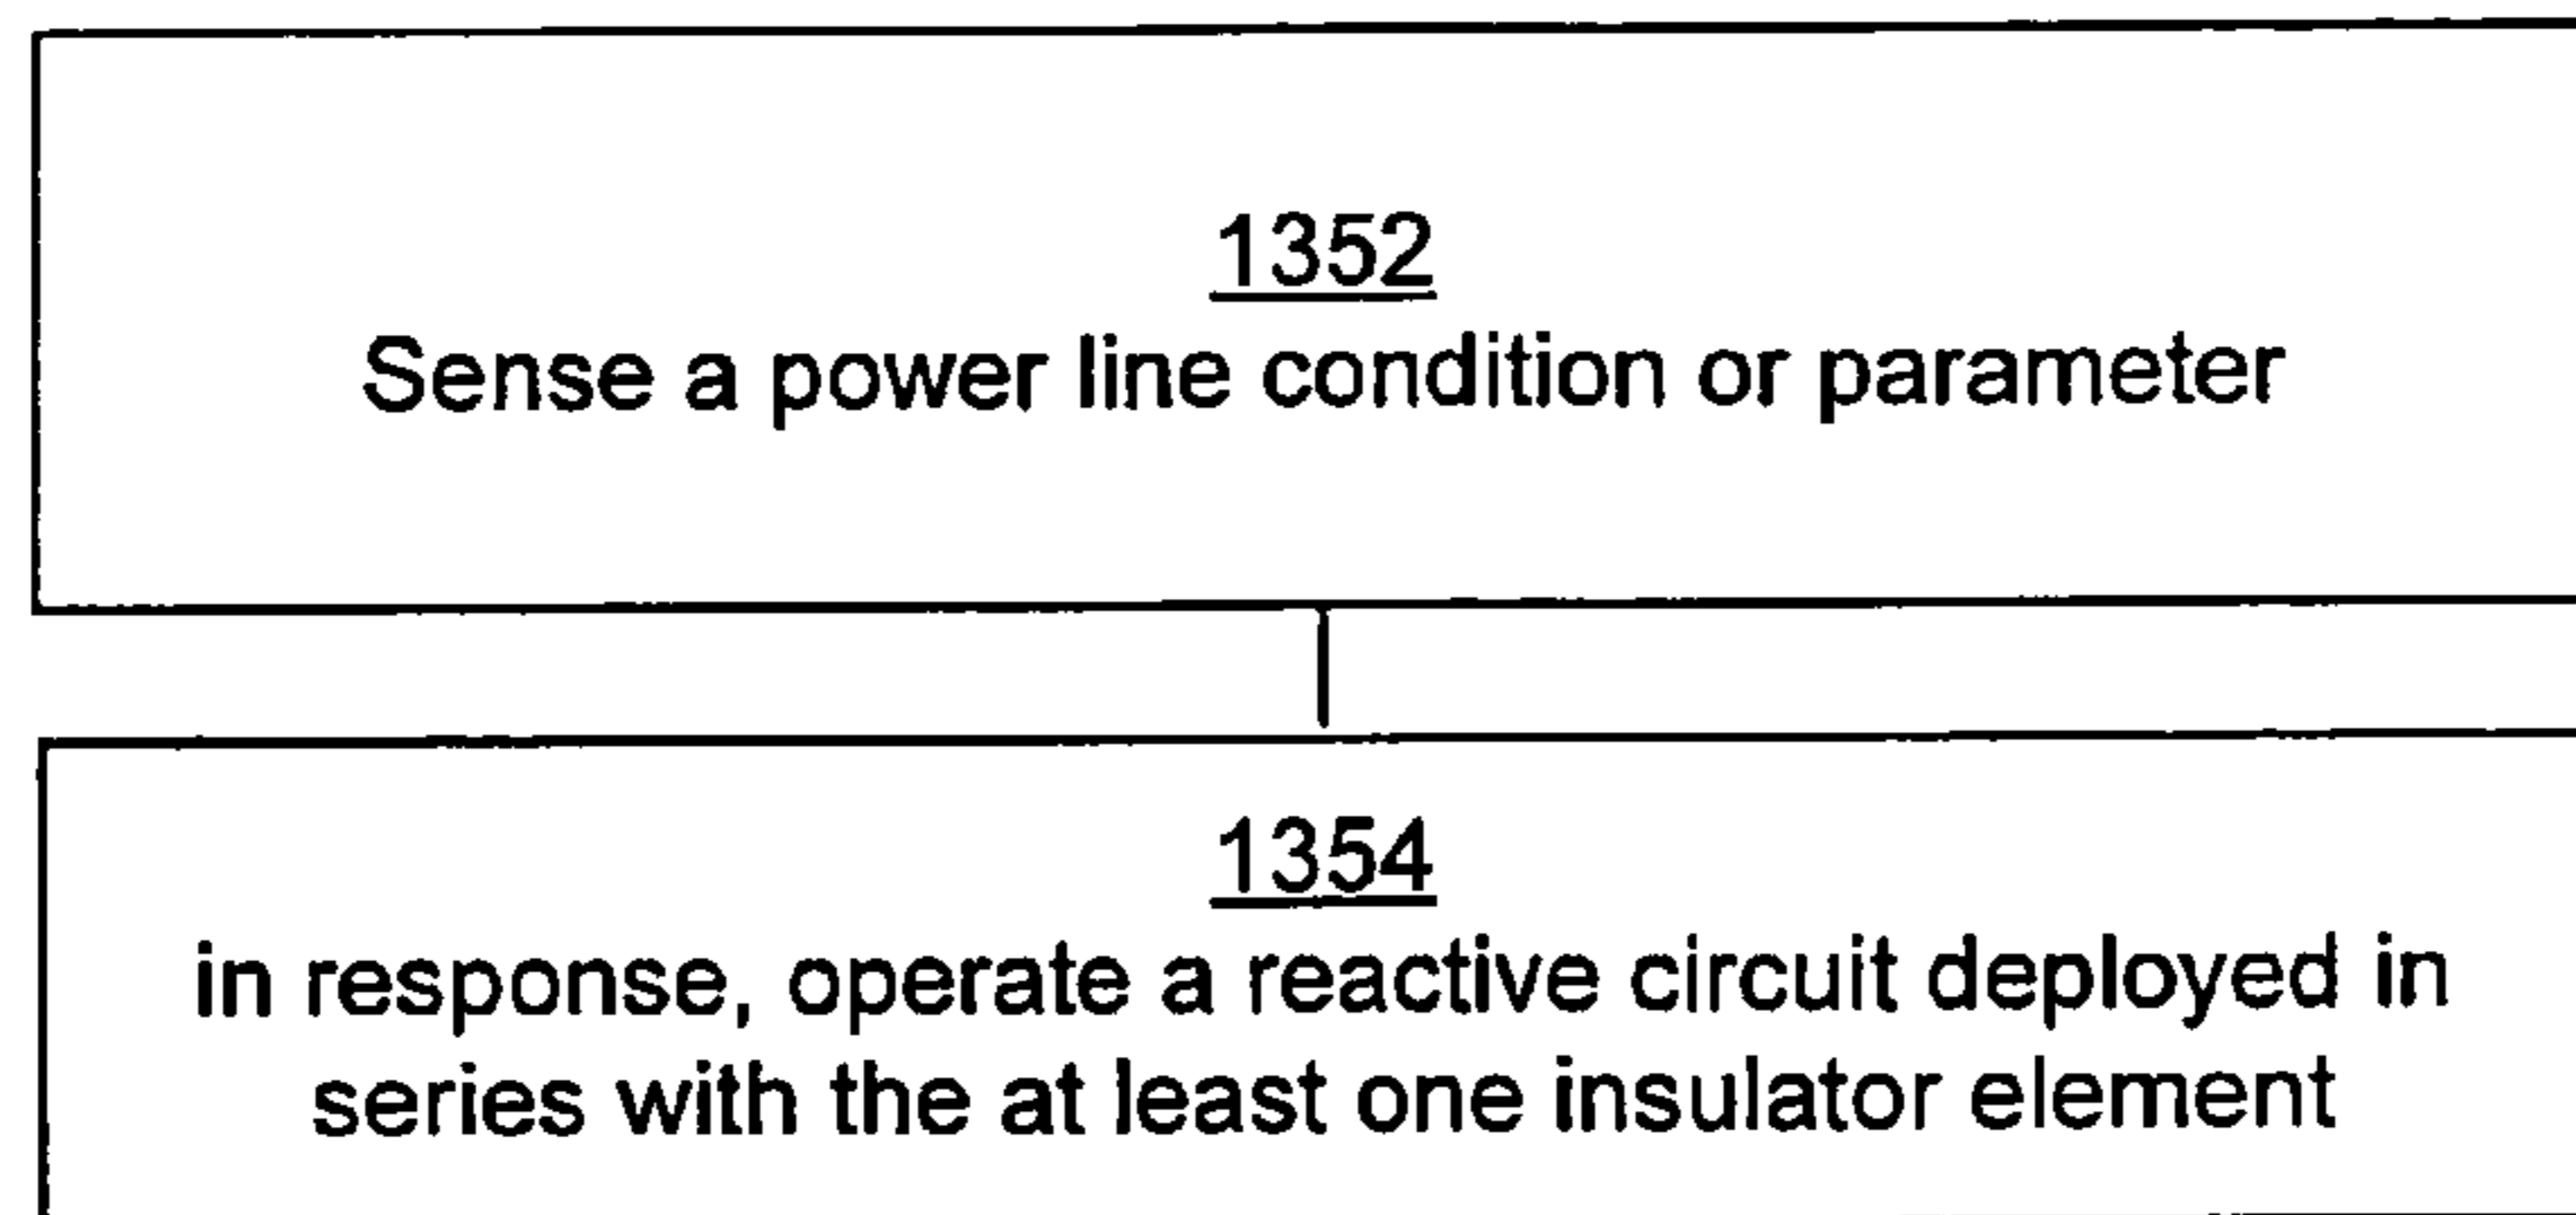 1352
Sense a power line condition or parameter
1354
in response, operate a reactive circuit deployed in
series with the at least one insulator element